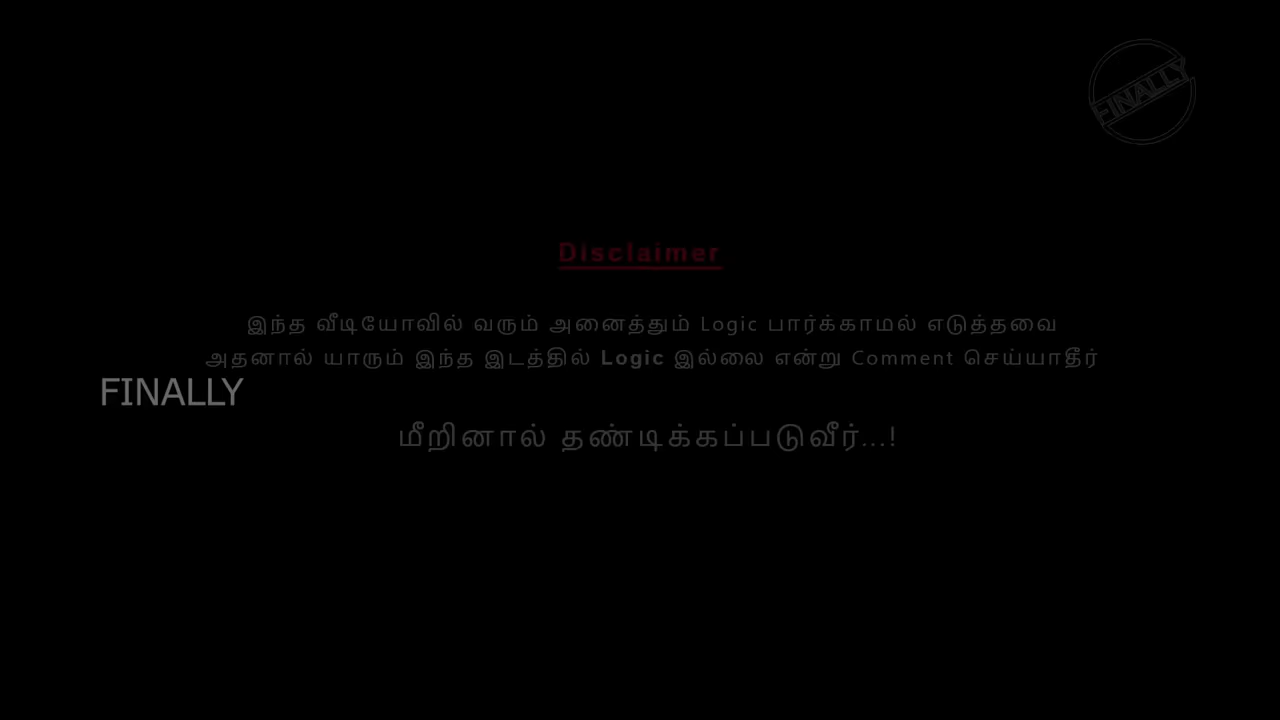 FINALLY
Disclaimer
இந்த வீடியோவில் வரும் அனைத்தும் Logic பார்க்காமல் எடுத்தவை
அதனால் யாரும் இந்த இடத்தில் Logic இல்லை என்று Comment செய்யாதீர்
FINALLY
மீறினால் தண்டிக்கப்படுவீர்...!